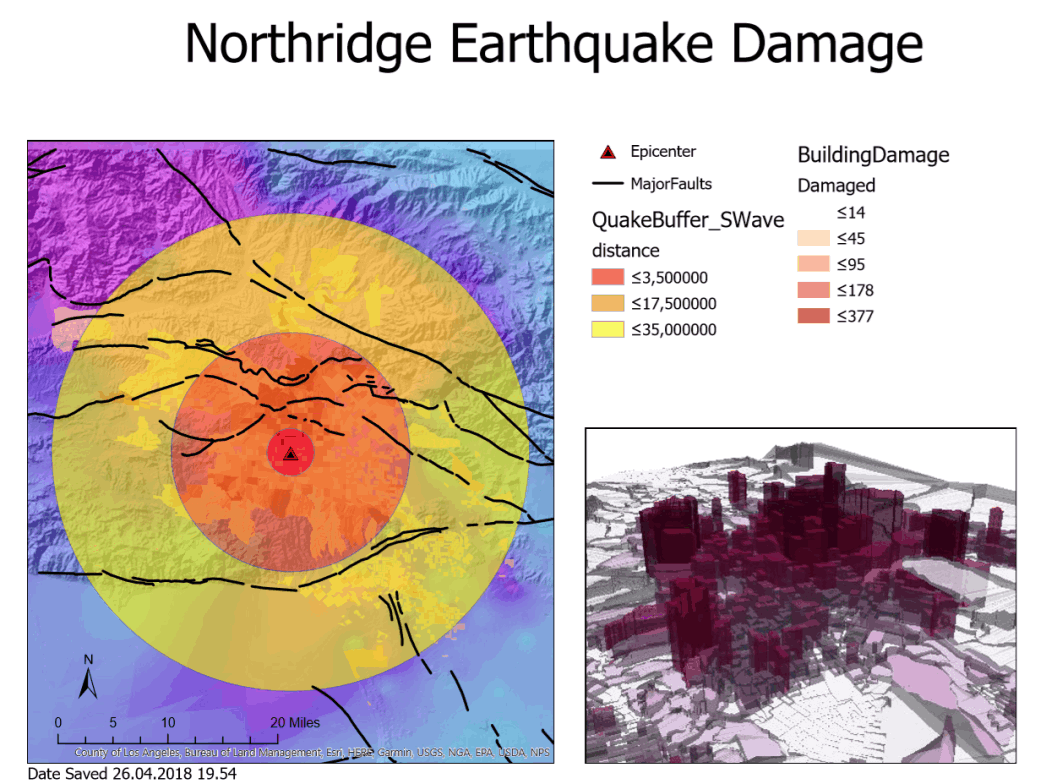 Northridge Earthquake Damage
Epicenter
MajorFaults
QuakeBuffer_SWave
distance
≤3,500000
≤17,500000
≤35,000000
BuildingDamage
Damaged
≤14
≤45
≤95
≤178
≤377
N
0 5 10 20 Miles
County of Los Angeles, Bureau of Land Management, Esri, HERE, Garmin, USGS, NGA, EPA, USDA, NPS
Date Saved 26.04.2018 19.54